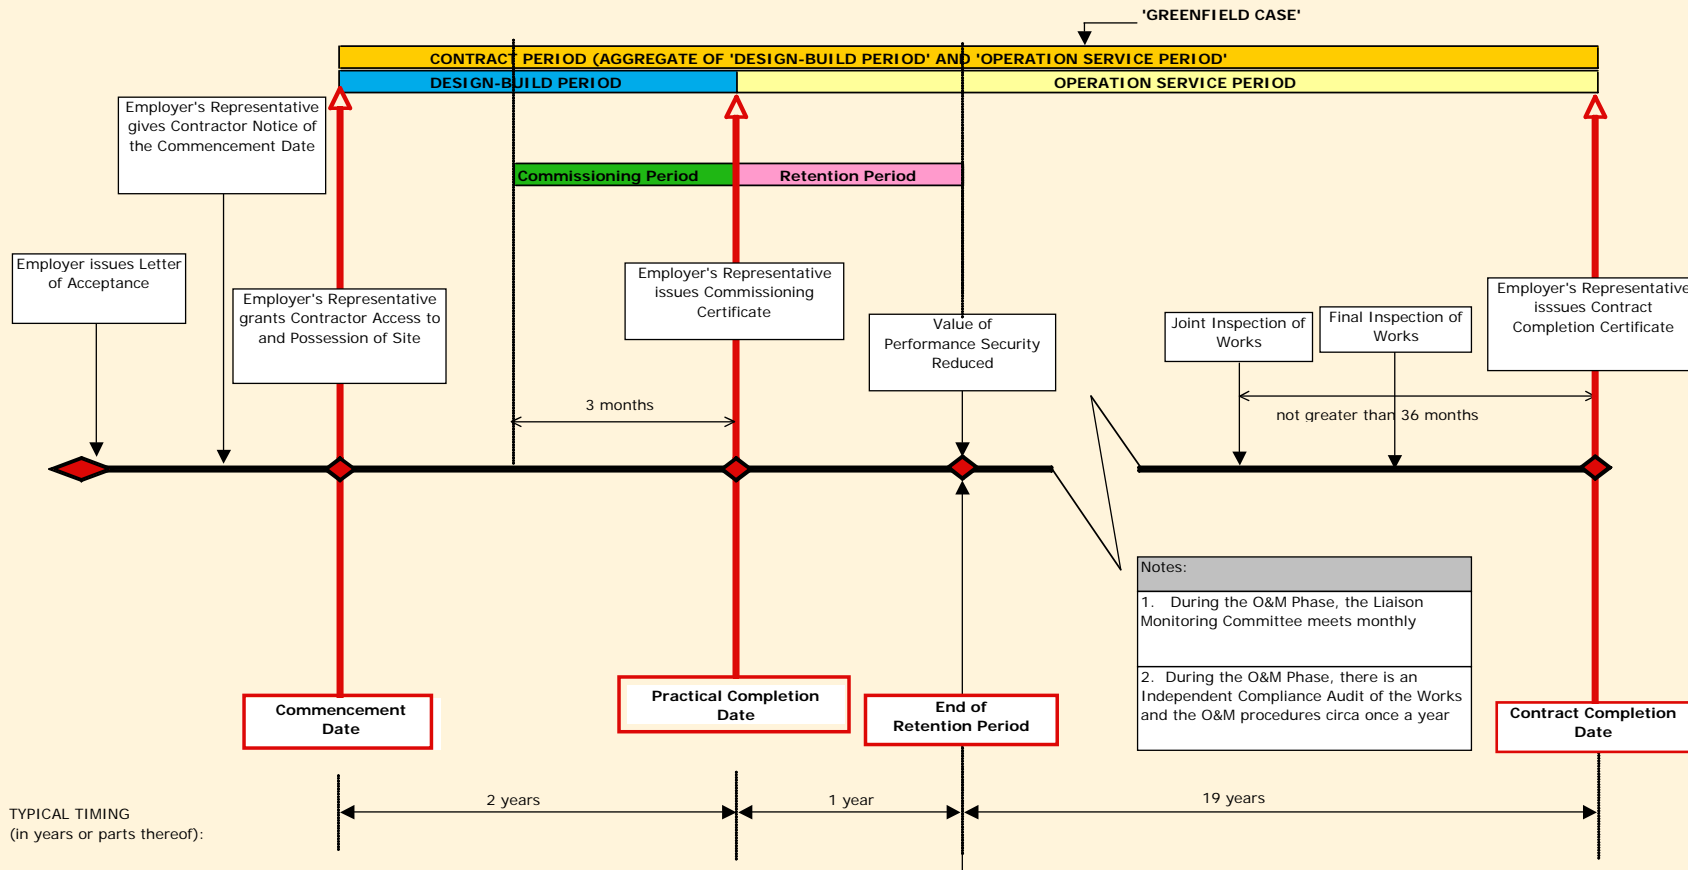 'GREENFIELD CASE'
CONTRACT PERIOD (AGGREGATE OF 'DESIGN-BUILD PERIOD' AND 'OPERATION SERVICE PERIOD'
DESIGN-BUILD PERIOD
OPERATION SERVICE PERIOD
Employer's Representative
gives Contractor Notice of
the Commencement Date
Commissioning Period
Retention Period
Employer issues Letter
of Acceptance
Employer's Representative
grants Contractor Access to
and Possession of Site
Employer's Representative
issues Commissioning
Certificate
Value of
Performance Security
Reduced
Joint Inspection of
Works
Final Inspection of
Works
Employer's Representative
isssues Contract
Completion Certificate
3 months
not greater than 36 months
Notes:
1. During the O&M Phase, the Liaison
Monitoring Committee meets monthly
2. During the O&M Phase, there is an
Independent Compliance Audit of the Works
and the O&M procedures circa once a year
Commencement
Date
Practical Completion
Date
End of
Retention Period
Contract Completion
Date
TYPICAL TIMING
(in years or parts thereof):
2 years
1 year
19 years